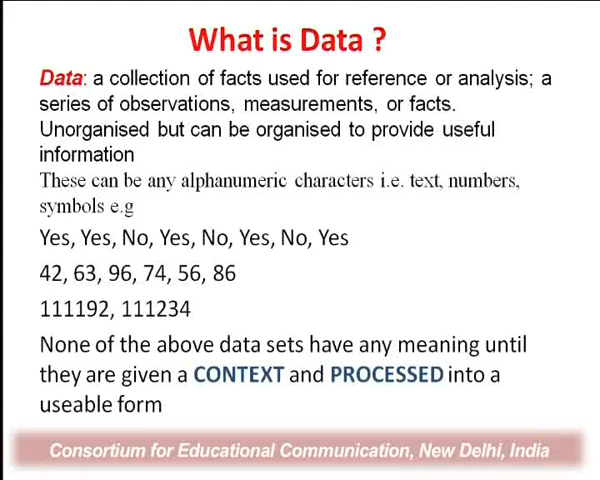 What is Data ?
Data: a collection of facts used for reference or analysis; a
series of observations, measurements, or facts.
Unorganised but can be organised to provide useful
information
These can be any alphanumeric characters i.e. text, numbers,
symbols e.g
Yes, Yes, No, Yes, No, Yes, No, Yes
42, 63, 96, 74, 56, 86
111192, 111234
None of the above data sets have any meaning until
they are given a CONTEXT and PROCESSED into a
useable form
Consortium for Educational Communication, New Delhi, India